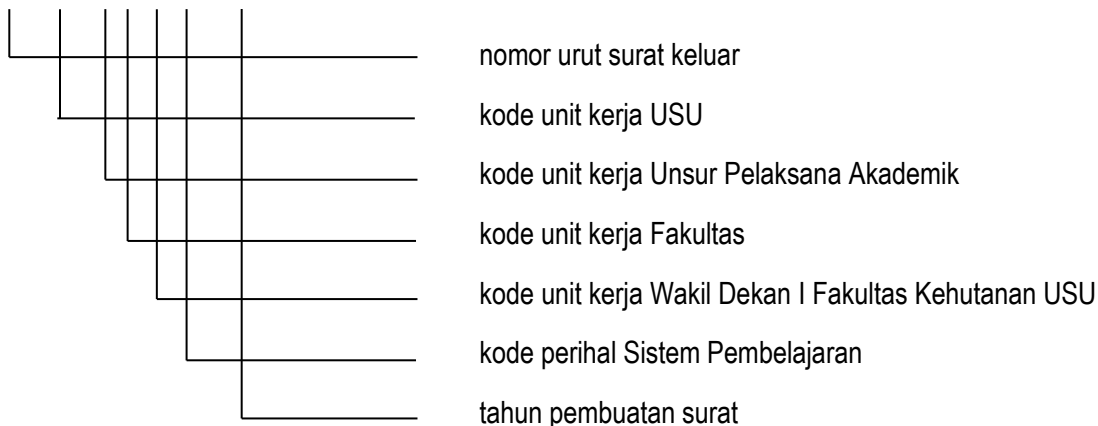 nomor urut surat keluar
kode unit kerja USU
kode unit kerja Unsur Pelaksana Akademik
kode unit kerja Fakultas
kode unit kerja Wakil Dekan I Fakultas Kehutanan USU
kode perihal Sistem Pembelajaran
tahun pembuatan surat